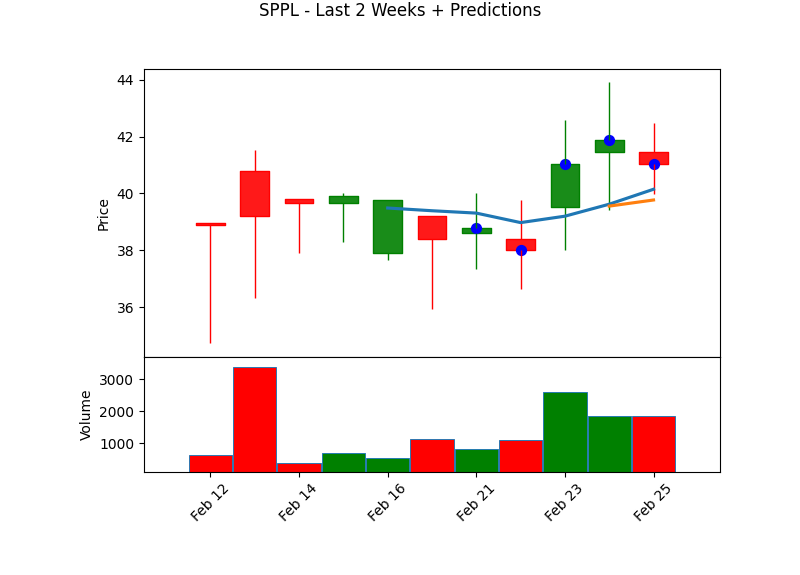 SPPL - Last 2 Weeks + Predictions
44
42
40
38
36
Price
3000
2000
1000
Volume
Feb 12
Feb 14
Feb 16
Feb 21
Feb 23
Feb 25